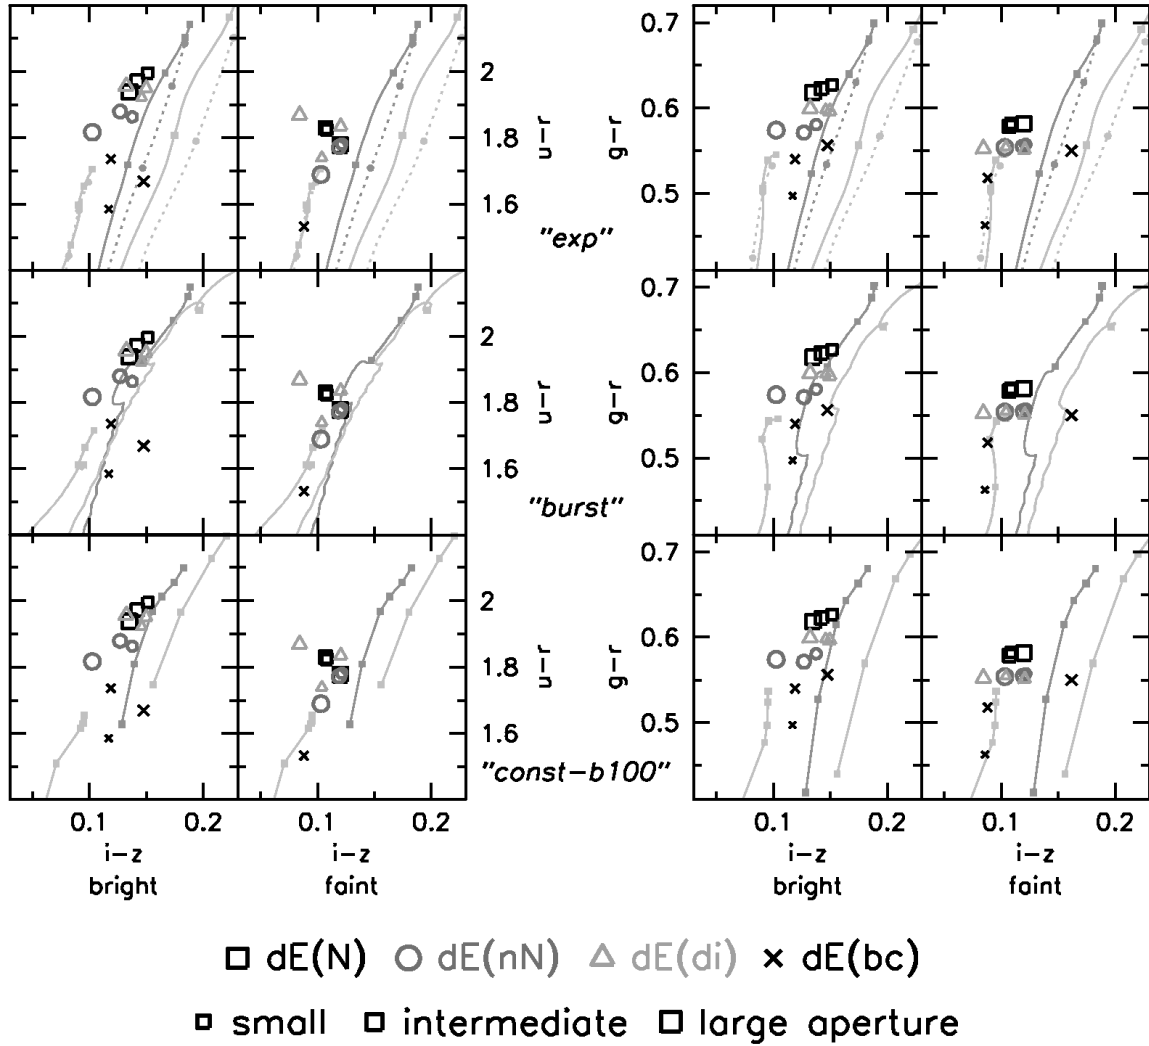 2
1.8
1.6
u-r
"exp"
0.7
0.6
0.5
g-r
2
1.8
1.6
u-r
"burst"
0.7
0.6
0.5
g-r
2
1.8
1.6
u-r
"const-b100"
0.7
0.6
0.5
g-r
0.1 0.2 0.1 0.2 0.1 0.2 0.1 0.2
i-z i-z i-z i-z
bright faint bright faint
dE(N) dE(nN) dE(di) dE(bc)
small intermediate large aperture